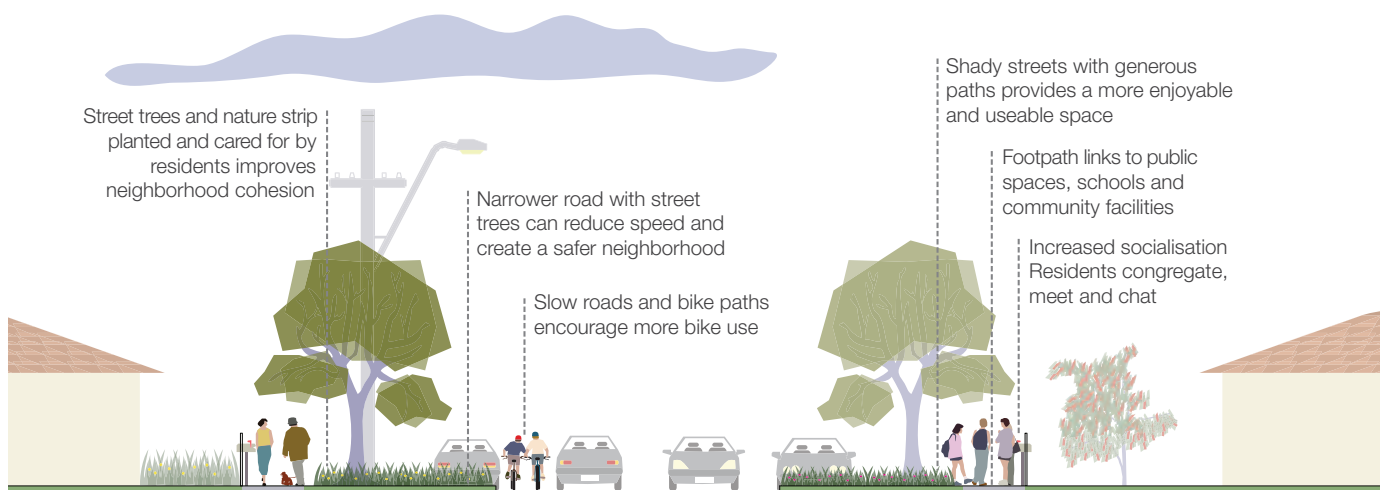 Street trees and nature strip
planted and cared for by
residents improves
neighborhood cohesion
Narrower road with street
trees can reduce speed and
create a safer neighborhood
Slow roads and bike paths
encourage more bike use
Shady streets with generous
paths provides a more enjoyable
and useable space
Footpath links to public
spaces, schools and
community facilities
Increased socialisation
Residents congregate,
meet and chat